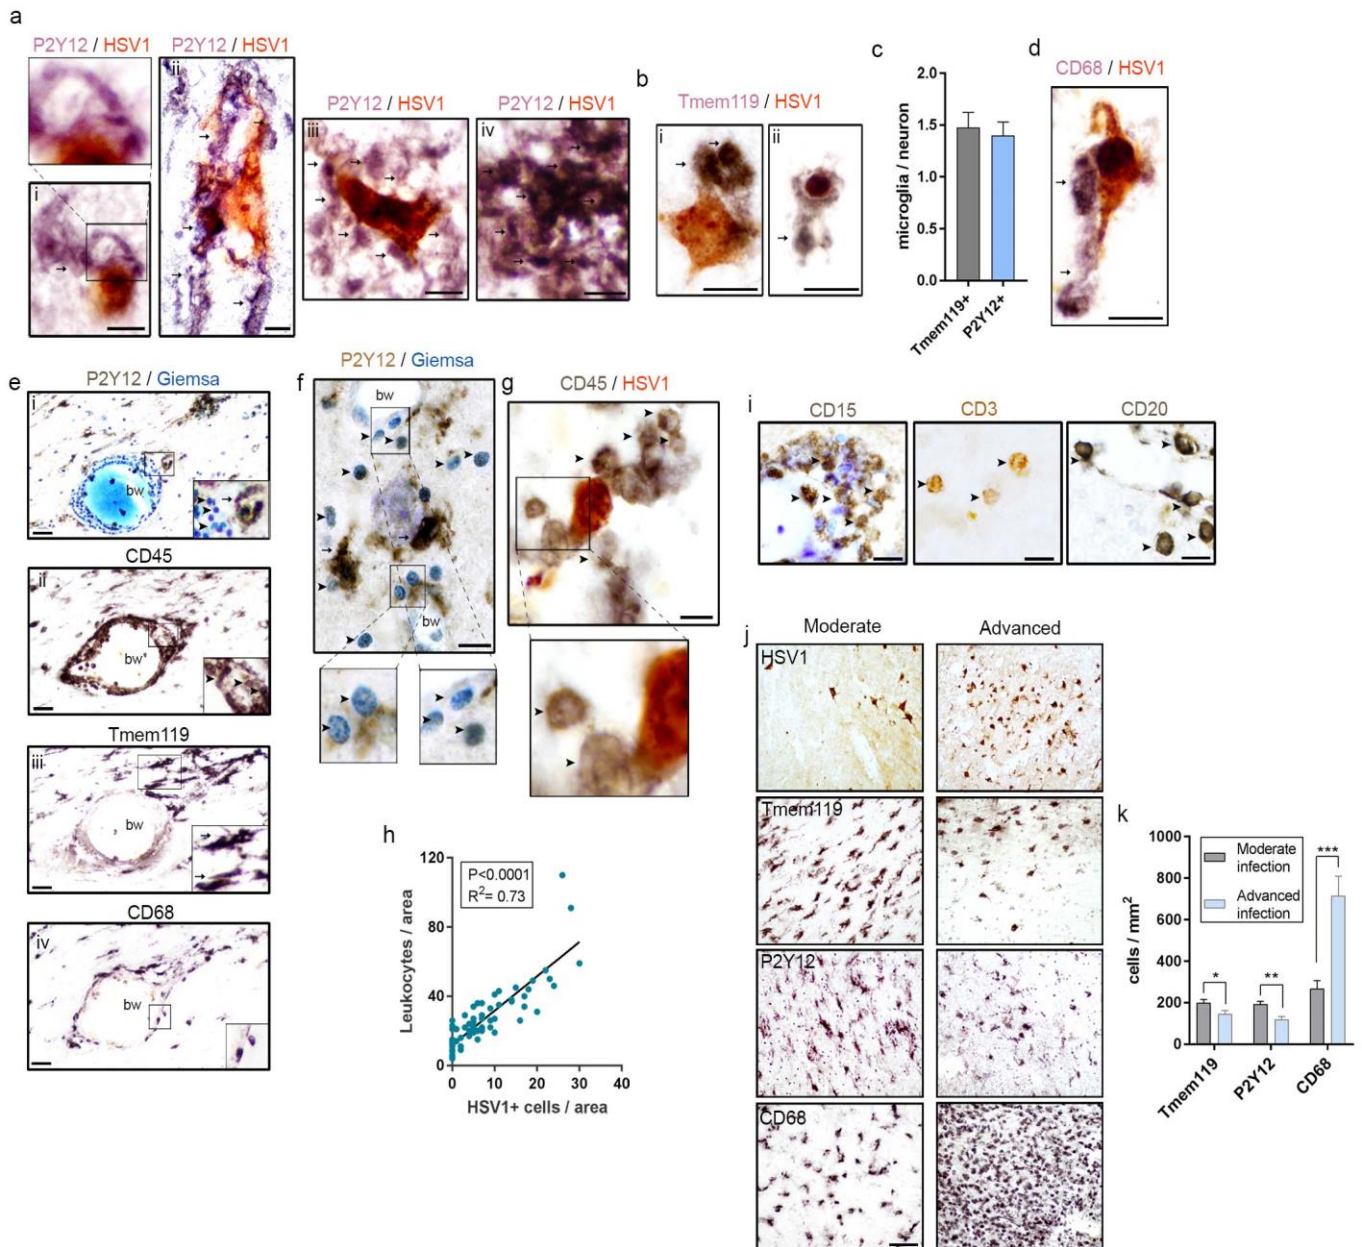 a
P2Y12 / HSV1
i
P2Y12 / HSV1
ii
P2Y12 / HSV1
iii
P2Y12 / HSV1
iv
b
Tmem119 / HSV1
i
ii
c
microglia / neuron
2.0
1.5
1.0
0.5
0.0
Tmem119+
P2Y12+
d
CD68 / HSV1
e
P2Y12 / Giemsa
i
bw
CD45
ii
bw
Tmem119
iii
bw
CD68
iv
bw
f
P2Y12 / Giemsa
bw
bw
g
CD45 / HSV1
h
Leukocytes / area
120
80
40
0
P<0.0001
R2= 0.73
0
10
20
30
40
HSV1+ cells / area
i
CD15
CD3
CD20
j
Moderate
Advanced
HSV1
Tmem119
P2Y12
CD68
k
cells / mm2
1000
800
600
400
200
0
Moderate
infection
Advanced
infection
*
**
***
Tmem119
P2Y12
CD68